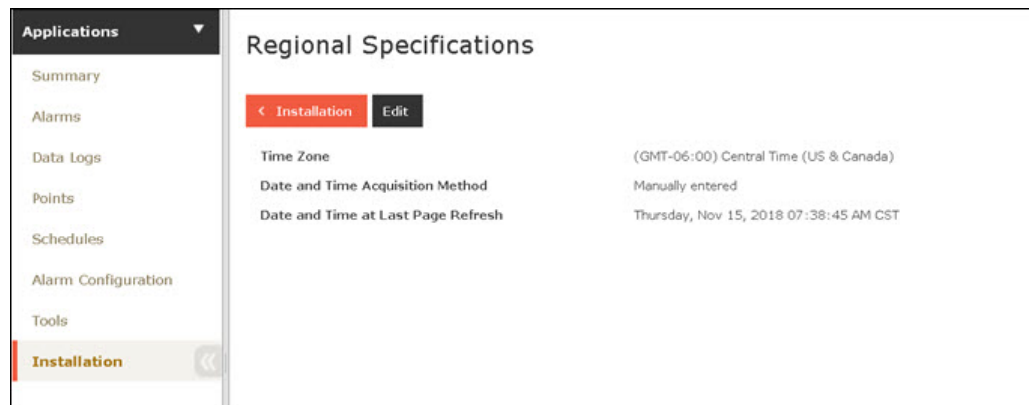 Applications
Summary
Alarms
Data Logs
Points
Schedules
Alarm Configuration
Tools
Installation
Regional Specifications
< Installation Edit
Time Zone (GMT-06:00) Central Time (US & Canada)
Date and Time Acquisition Method Manually entered
Date and Time at Last Page Refresh Thursday, Nov 15, 2018 07:38:45 AM CST